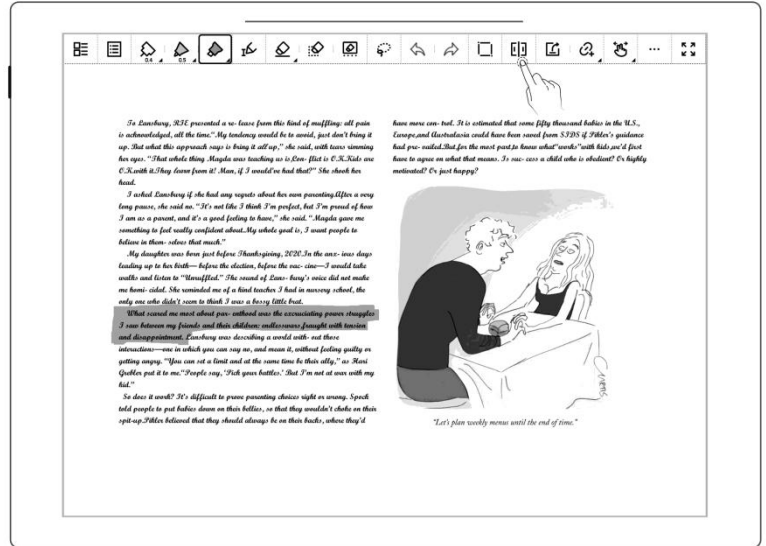 0.4
0.5
To Lansbury, RIE presented a re- lease from this kind of muffling: all pain
is acknowledged, all the time."My tendency would be to avoid, just don't bring it
up. But what this approach says is bring it all up," she said, with tears simming
her eyes. "That whole thing Magda was teaching us is,Con- flict is O.K.Kids are
O.K.with it.They learn from it! Man, if I would've had that?" She shook her
head.
I asked Lansbury if she had any regrets about her own parenting.After a very
long pause, she said no. "It's not like I think I'm perfect, but I'm proud of how
I am as a parent, and it's a good feeling to have," she said. "Magda gave me
something to feel really confident about.My whole goal is, I want people to
believe in them- selves that much."
My daughter was born just before Thanksgiving, 2020.In the anx- ious days
leading up to her birth— before the election, before the vac- cine—I would take
walks and listen to "Unruffled." The sound of Lans- bury's voice did not make
me homi- cidal. She reminded me of a kind teacher I had in nursery school, the
only one who didn't seem to think I was a bossy little brat.
What scared me most about par- enthood was the excruciating power struggles
I saw between my friends and their children: endlesswars,fraught with tension
and disappointment. Lansbury was describing a world with- out those
interactions—one in which you can say no, and mean it, without feeling guilty or
getting angry. "You can set a limit and at the same time be their ally," as Hari
Grebler put it to me."People say, 'Pick your battles.' But I'm not at war with my
kid."
So does it work? It's difficult to prove parenting choices right or wrong. Spock
told people to put babies down on their bellies, so that they wouldn't choke on their
spit-up.Pikler believed that they should always be on their backs, where they'd
have more con- trol. It is estimated that some fifty thousand babies in the U.S.,
Europe,and Australasia could have been saved from SIDS if Pikler's guidance
had pre- vailed.But,for the most part,to know what"works"with kids,we'd first
have to agree on what that means. Is suc- cess a child who is obedient? Or highly
motivated? Or just happy?
"Let's plan weekly menus until the end of time."